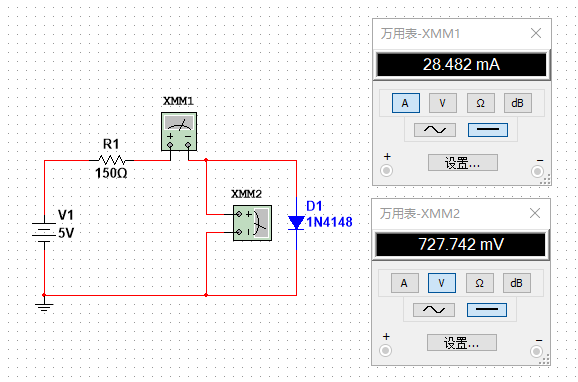 XMM1
+ -
R1
150Ω
V1
5V
XMM2
D1
1N4148
万用表-XMM1
28.482 mA
A V Ω dB
设置...
+ -
万用表-XMM2
727.742 mV
A V Ω dB
设置...
+ -